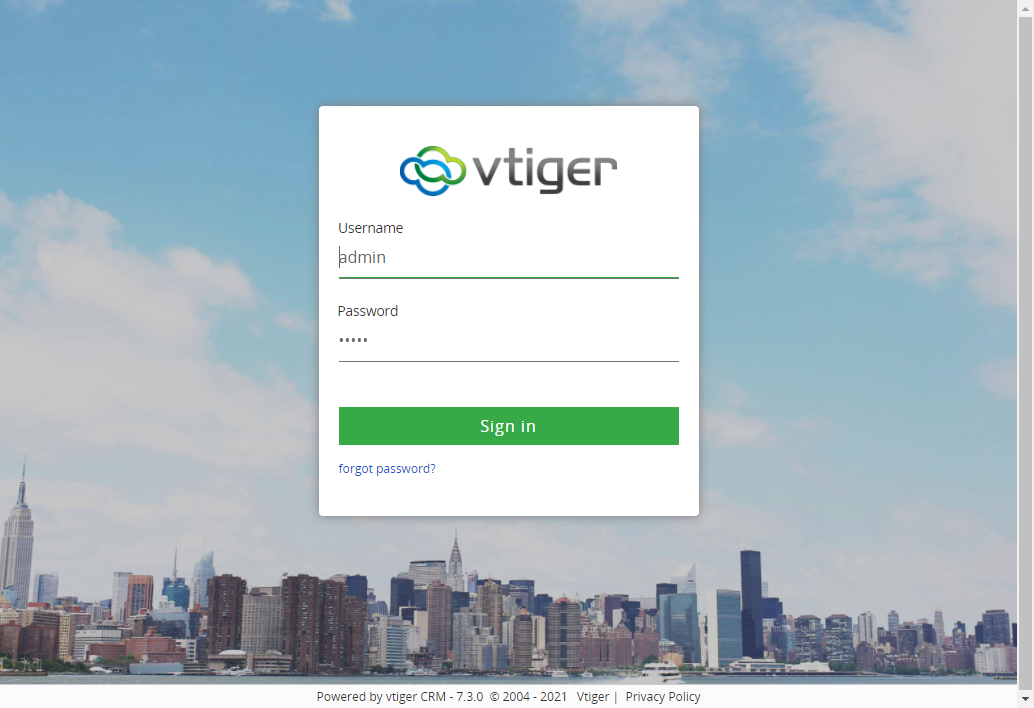 vtiger
Username
admin
Password
•••••
Sign in
forgot password?
Powered by vtiger CRM - 7.3.0 © 2004 - 2021 Vtiger | Privacy Policy